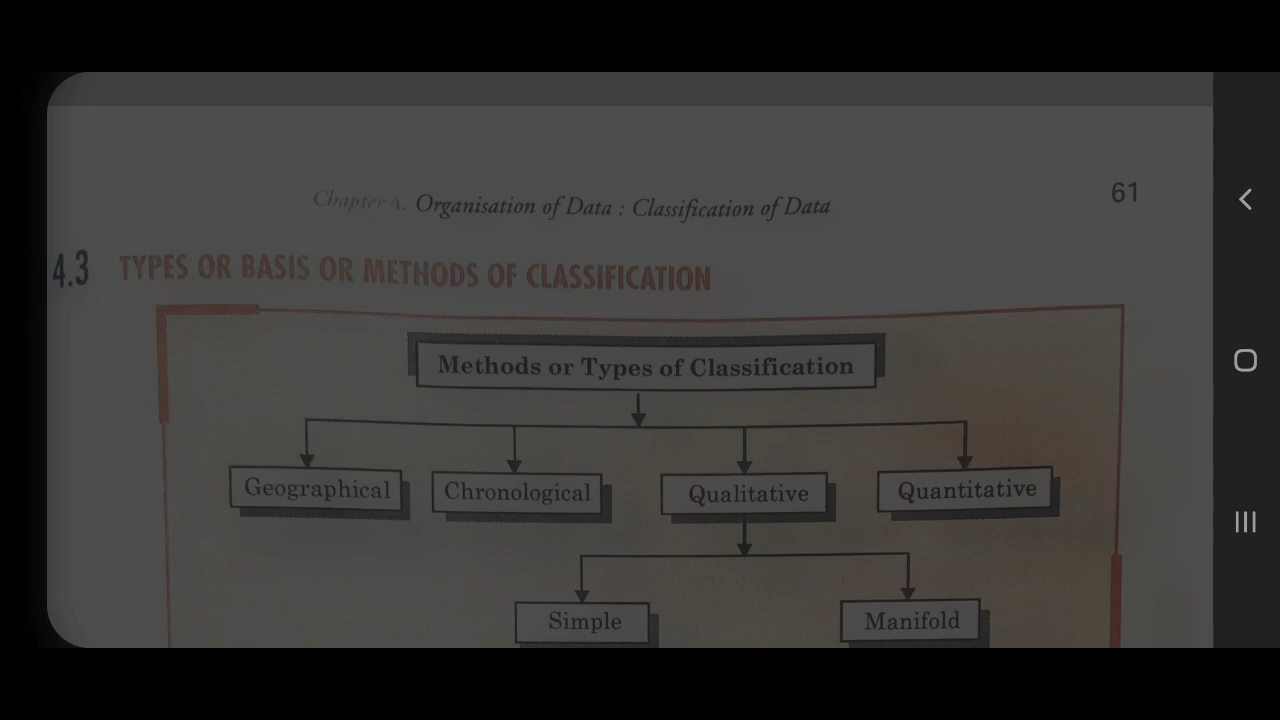 Chapter 4. Organisation of Data : Classification of Data
61
4.3 TYPES OR BASIS OR METHODS OF CLASSIFICATION
Methods or Types of Classification
Geographical Chronological Qualitative Quantitative
Simple Manifold